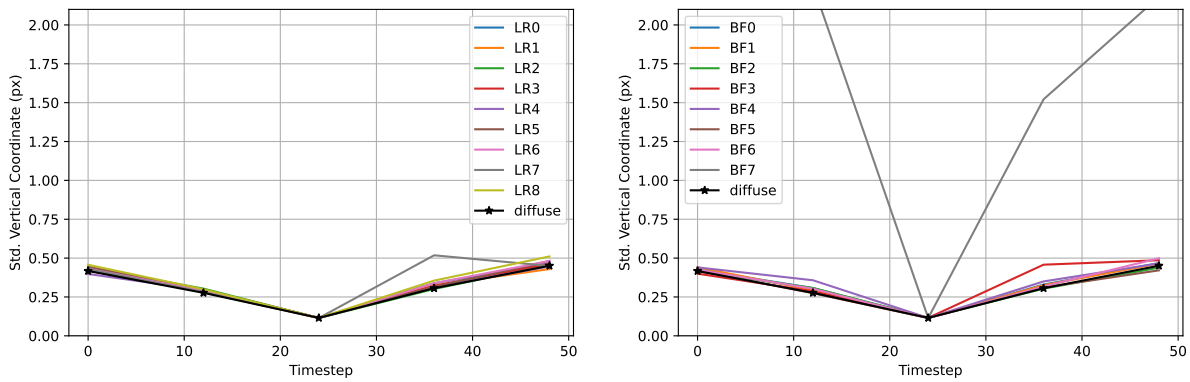 Std. Vertical Coordinate (px)
2.00
1.75
1.50
1.25
1.00
0.75
0.50
0.25
0.00
0
10
20
30
40
50
Timestep
LR0
LR1
LR2
LR3
LR4
LR5
LR6
LR7
LR8
diffuse
Std. Vertical Coordinate (px)
2.00
1.75
1.50
1.25
1.00
0.75
0.50
0.25
0.00
0
10
20
30
40
50
Timestep
BF0
BF1
BF2
BF3
BF4
BF5
BF6
BF7
diffuse